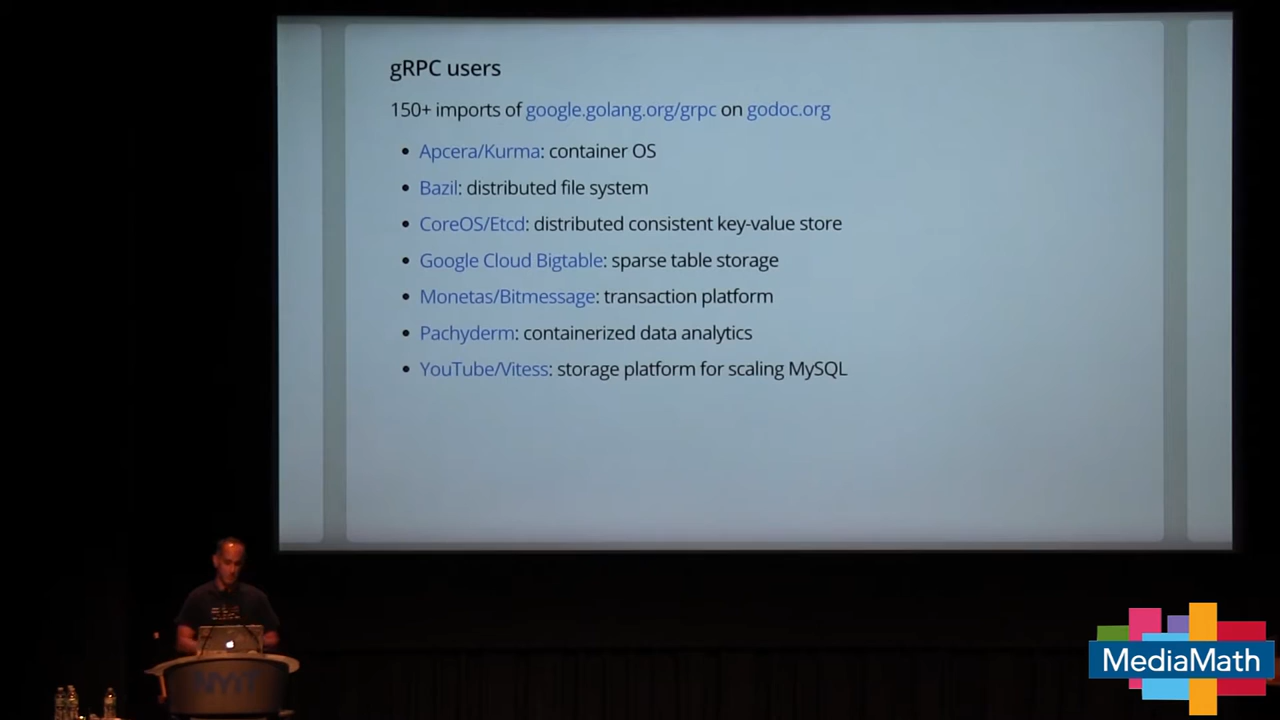 gRPC users
150+ imports of google.golang.org/grpc on godoc.org
• Apcera/Kurma: container OS
• Bazil: distributed file system
• CoreOS/Etcd: distributed consistent key-value store
• Google Cloud Bigtable: sparse table storage
• Monetas/Bitmessage: transaction platform
• Pachyderm: containerized data analytics
• YouTube/Vitess: storage platform for scaling MySQL
NYIT
MediaMath